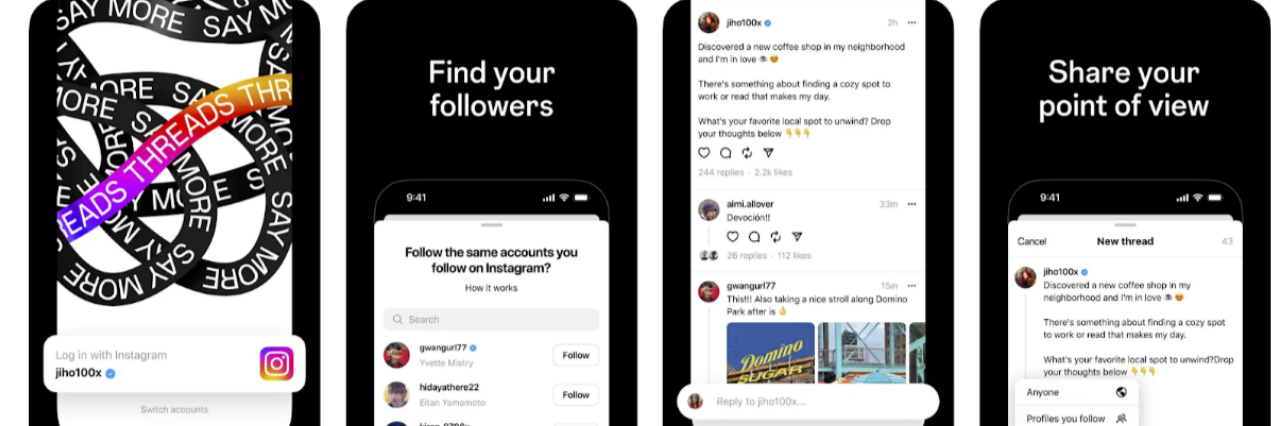 SAY MORE SAY MORE
MORE SAY MORE
EADS THREADS THR
SAY MORE SAY MORE
SAY MORE
Log in with Instagram
jiho100x
Switch accounts
Find your
followers
9:41
Follow the same accounts you
follow on Instagram?
How it works
Search
gwangurl77
Yvette Mistry
Follow
hidayathere22
Eitan Yamamoto
Follow
jiho100x
2h
Discovered a new coffee shop in my neighborhood
and I'm in love ☕😍
There's something about finding a cozy spot to
work or read that makes my day.
What's your favorite local spot to unwind? Drop
your thoughts below 👇👇👇
244 replies · 2.2k likes
aimi.allover
33m
Devoción!!
26 replies · 112 likes
gwangurl77
15m
This!!! Also taking a nice stroll along Domino
Park after is 👌
Domino
SUGAR
Reply to jiho100x...
Share your
point of view
9:41
Cancel
New thread
43
jiho100x
Discovered a new coffee shop in my
neighborhood and I'm in love ☕😍
There's something about finding a cozy spot
to work or read that makes my day.
What's your favorite local spot to unwind?Drop
your thoughts below 👇👇👇
Anyone
Profiles you follow